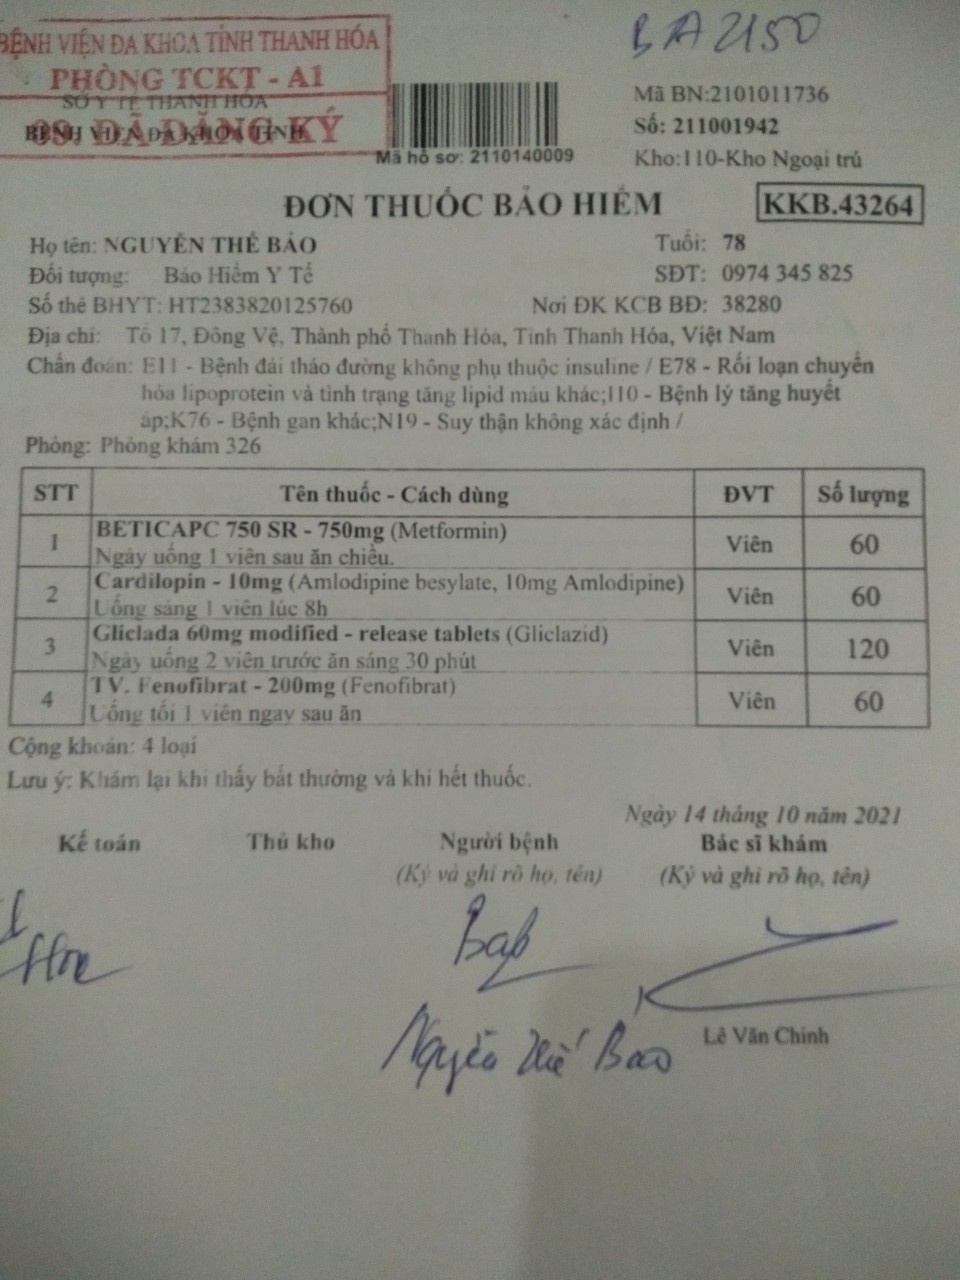 BỆNH VIỆN ĐA KHOA TỈNH THANH HÓA
PHÒNG TCKT - A1
SỞ Y TẾ THANH HÓA
BỆNH VIỆN ĐA KHOA TỈNH
09. ĐÃ ĐĂNG KÝ
BA 2150
Mã hồ sơ: 2110140009
Mã BN:2101011736
Số: 211001942
Kho:110-Kho Ngoại trú
ĐƠN THUỐC BẢO HIỂM
KKB.43264
Họ tên: NGUYỄN THẾ BẢO
Tuổi: 78
Đối tượng: Bảo Hiểm Y Tế
SĐT: 0974 345 825
Số thẻ BHYT: HT2383820125760
Nơi ĐK KCB BĐ: 38280
Địa chỉ: Tổ 17, Đông Vệ, Thành phố Thanh Hóa, Tỉnh Thanh Hóa, Việt Nam
Chẩn đoán: E11 - Bệnh đái tháo đường không phụ thuộc insuline / E78 - Rối loạn chuyển
hóa lipoprotein và tình trạng tăng lipid máu khác;I10 - Bệnh lý tăng huyết
áp;K76 - Bệnh gan khác;N19 - Suy thận không xác định /
Phòng: Phòng khám 326
STT Tên thuốc - Cách dùng ĐVT Số lượng
1 BETICAPC 750 SR - 750mg (Metformin) Viên 60
Ngày uống 1 viên sau ăn chiều.
2 Cardilopin - 10mg (Amlodipine besylate, 10mg Amlodipine) Viên 60
Uống sáng 1 viên lúc 8h
3 Gliclada 60mg modified - release tablets (Gliclazid) Viên 120
Ngày uống 2 viên trước ăn sáng 30 phút
4 TV. Fenofibrat - 200mg (Fenofibrat) Viên 60
Uống tối 1 viên ngay sau ăn
Cộng khoản: 4 loại
Lưu ý: Khám lại khi thấy bất thường và khi hết thuốc.
Ngày 14 tháng 10 năm 2021
Kế toán Thủ kho Người bệnh Bác sĩ khám
(Ký và ghi rõ họ, tên) (Ký và ghi rõ họ, tên)
Bảo
Lê Văn Chinh
Nguyễn Thế Bảo